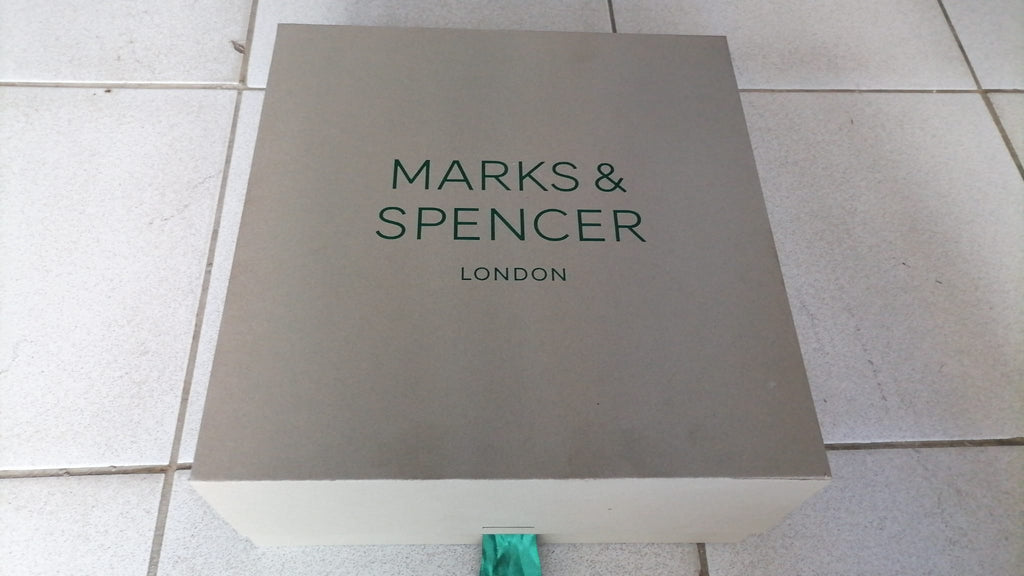 MARKS &
SPENCER
LONDON